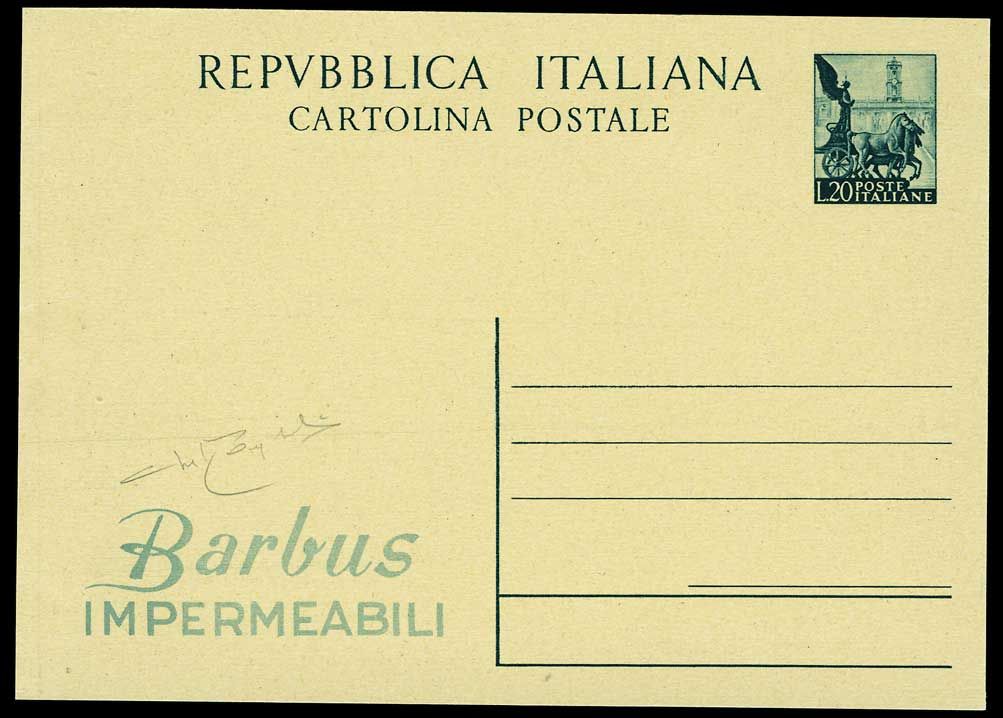 REPVBBLICA ITALIANA
CARTOLINA POSTALE
L.20 POSTE
ITALIANE
Barbus
IMPERMEABILI